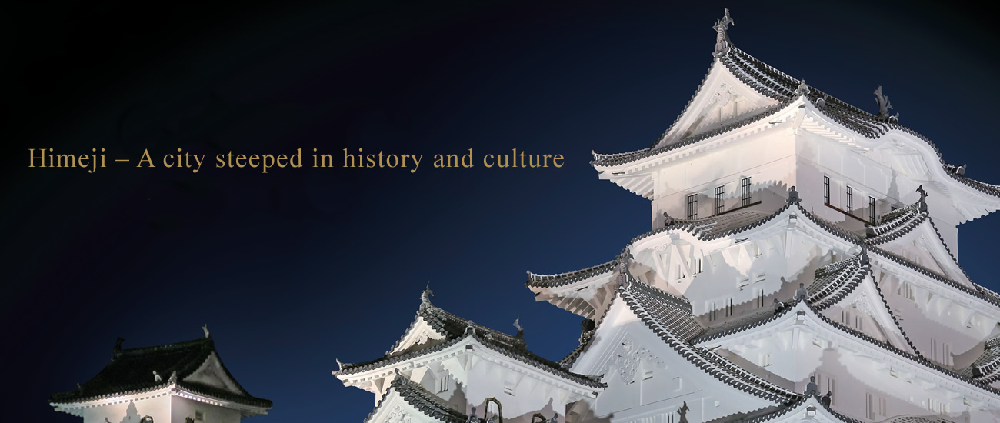 Himeji – A city steeped in history and culture